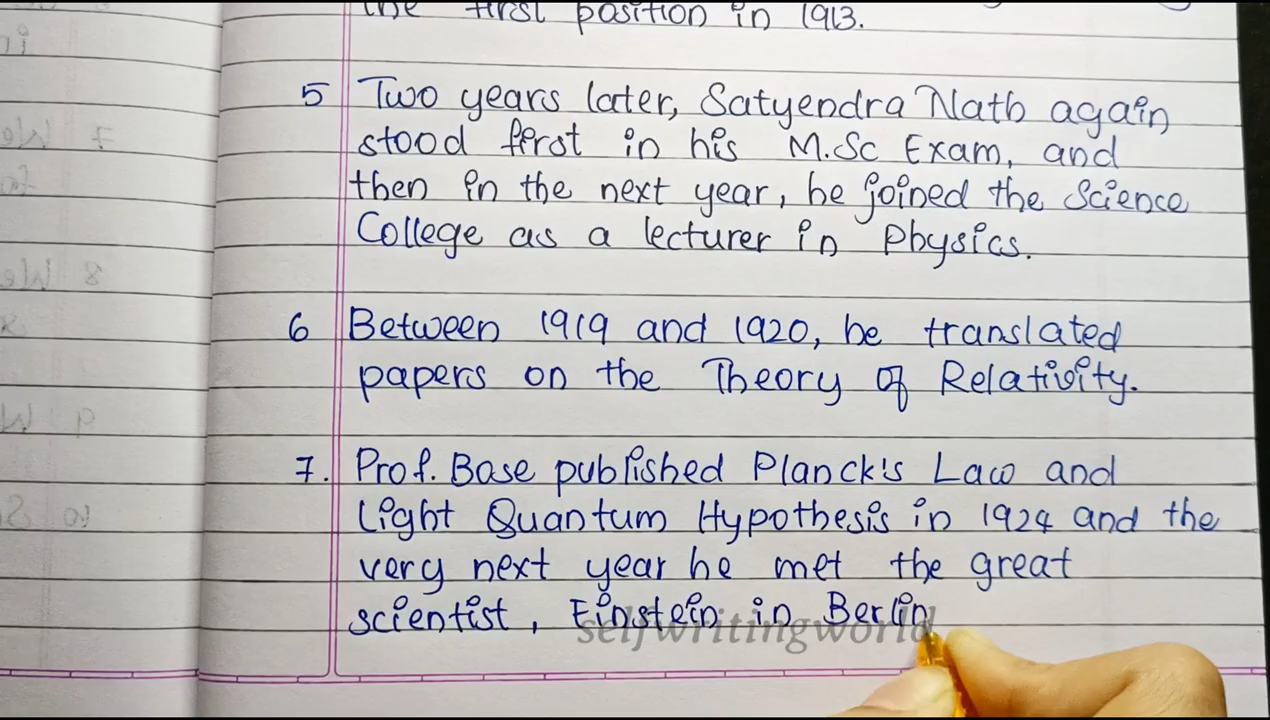 the first position in 1913.
5 Two years later, Satyendra Nath again
stood first in his M.Sc Exam, and
then in the next year, he joined the Science
College as a lecturer in Physics.
6 Between 1919 and 1920, he translated
papers on the Theory of Relativity.
7. Prof. Bose published Planck's Law and
Light Quantum Hypothesis in 1924 and the
very next year he met the great
scientist, Einstein in Berlin
selfwritingworld